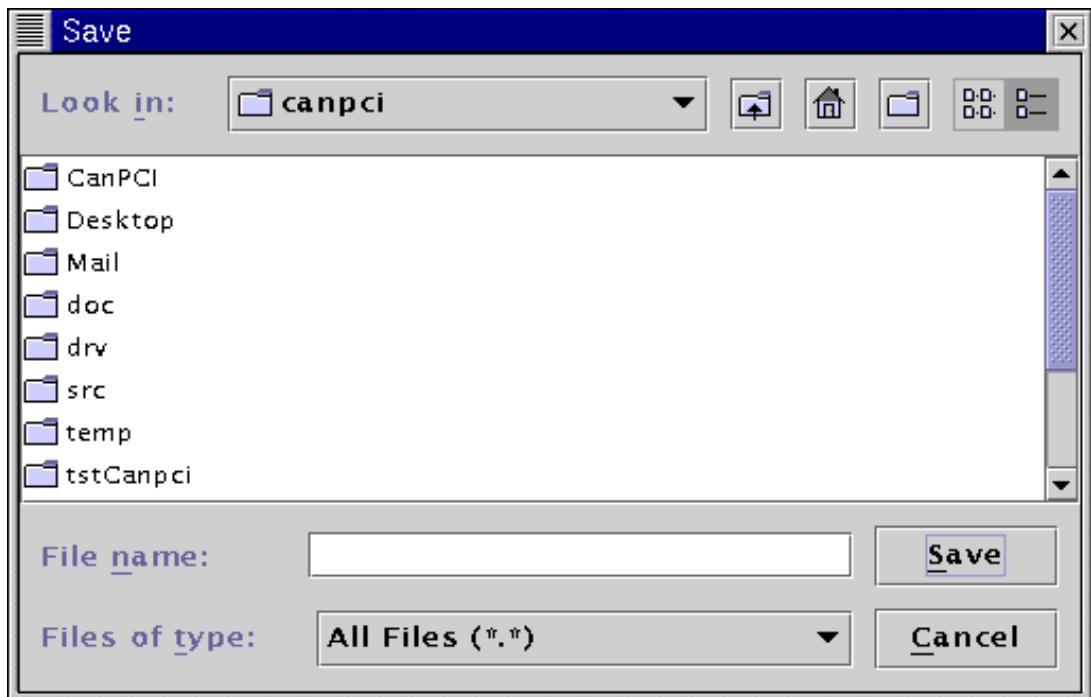 Save
Look in: canpci
CanPCI
Desktop
Mail
doc
drv
src
temp
tstCanpci
File name: Save
Files of type: All Files (*.*) Cancel